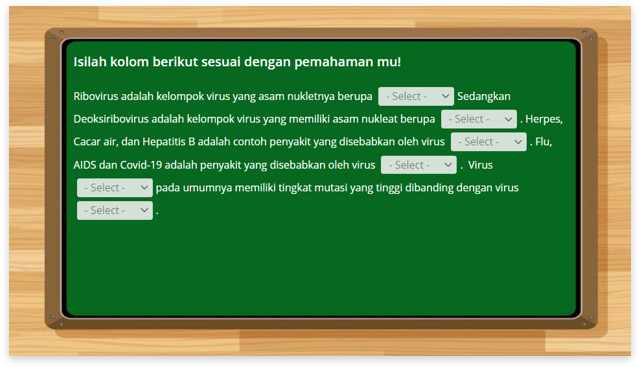 Isilah kolom berikut sesuai dengan pemahaman mu!
Ribovirus adalah kelompok virus yang asam nukletnya berupa - Select - Sedangkan
Deoksiribovirus adalah kelompok virus yang memiliki asam nukleat berupa - Select - . Herpes,
Cacar air, dan Hepatitis B adalah contoh penyakit yang disebabkan oleh virus - Select - . Flu,
AIDS dan Covid-19 adalah penyakit yang disebabkan oleh virus - Select - . Virus
- Select - pada umumnya memiliki tingkat mutasi yang tinggi dibanding dengan virus
- Select - .